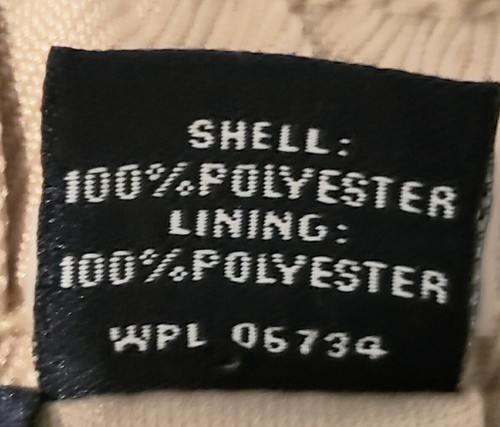 SHELL:
100% POLYESTER
LINING:
100% POLYESTER
WPL 06734